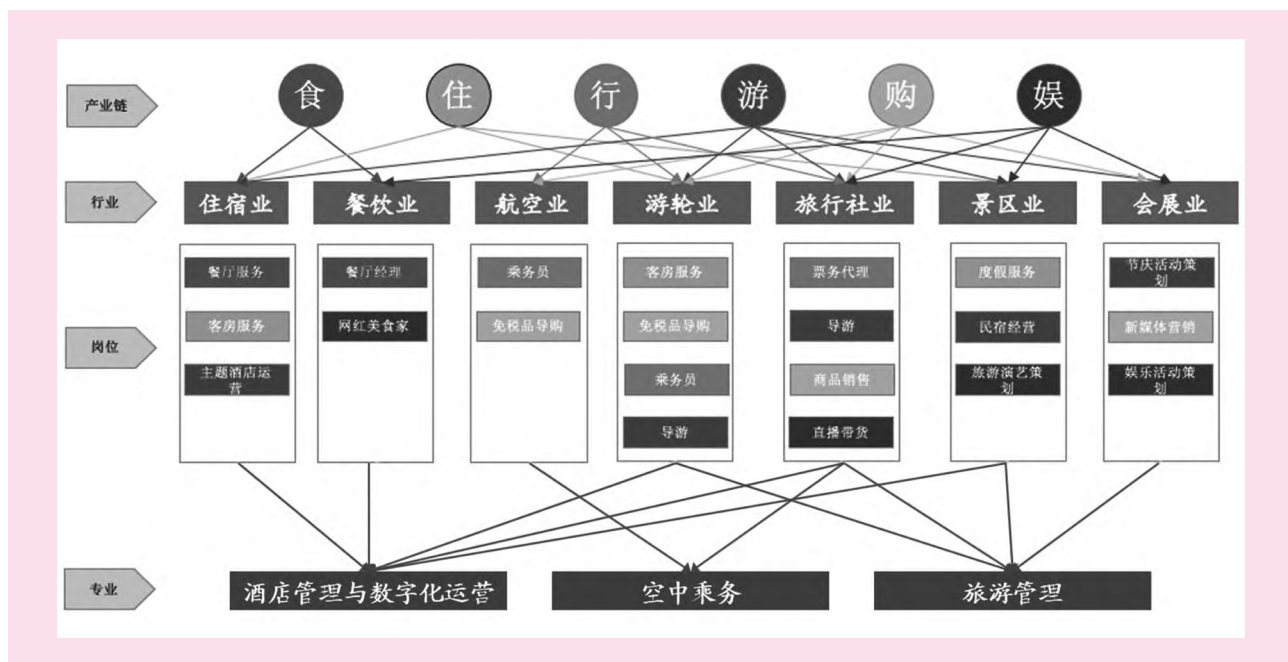 产业链
食
住
行
游
购
娱
行业
住宿业
餐饮业
航空业
游轮业
旅行社业
景区业
会展业
岗位
餐厅服务
客房服务
主题酒店运
营
餐厅经理
网红美食家
乘务员
免税品导购
客房服务
免税品导购
乘务员
导游
票务代理
导游
商品销售
直播带货
度假服务
民宿经营
旅游演艺策
划
节庆活动策
划
新媒体营销
娱乐活动策
划
专业
酒店管理与数字化运营
空中乘务
旅游管理